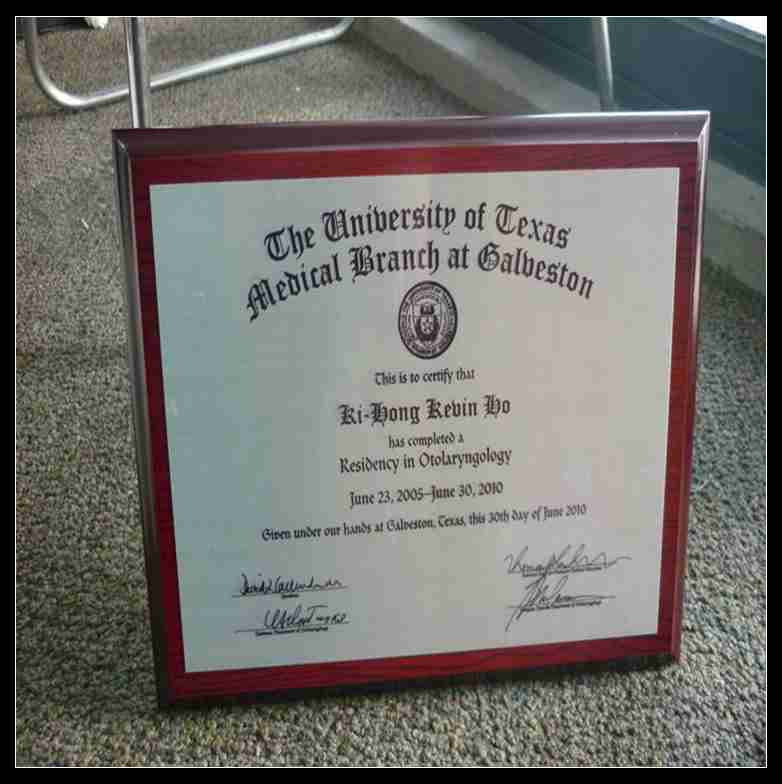 The University of Texas
Medical Branch at Galveston
This is to certify that
Ki-Hong Kevin Ho
has completed a
Residency in Otolaryngology
June 23, 2005–June 30, 2010
Given under our hands at Galveston, Texas, this 30th day of June 2010